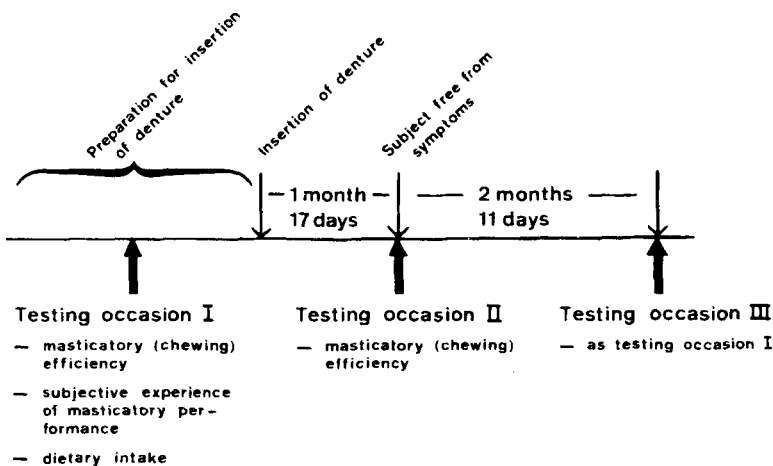 Preparation for insertion
of denture
Insertion of denture
Subject free from
symptoms
– 1 month –
17 days
– 2 months –
11 days
Testing occasion I
– masticatory (chewing)
efficiency
– subjective experience
of masticatory per-
formance
– dietary intake
Testing occasion II
– masticatory (chewing)
efficiency
Testing occasion III
– as testing occasion I